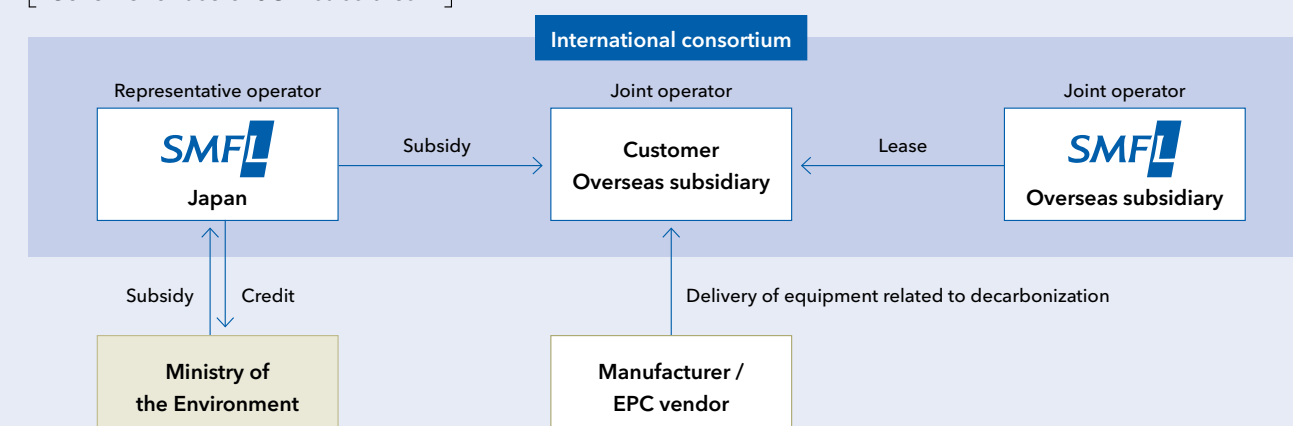 International consortium
Representative operator
Joint operator
Joint operator
SMFL
Japan
Subsidy
Customer
Overseas subsidiary
Lease
SMFL
Overseas subsidiary
Subsidy
Credit
Delivery of equipment related to decarbonization
Ministry of
the Environment
Manufacturer /
EPC vendor